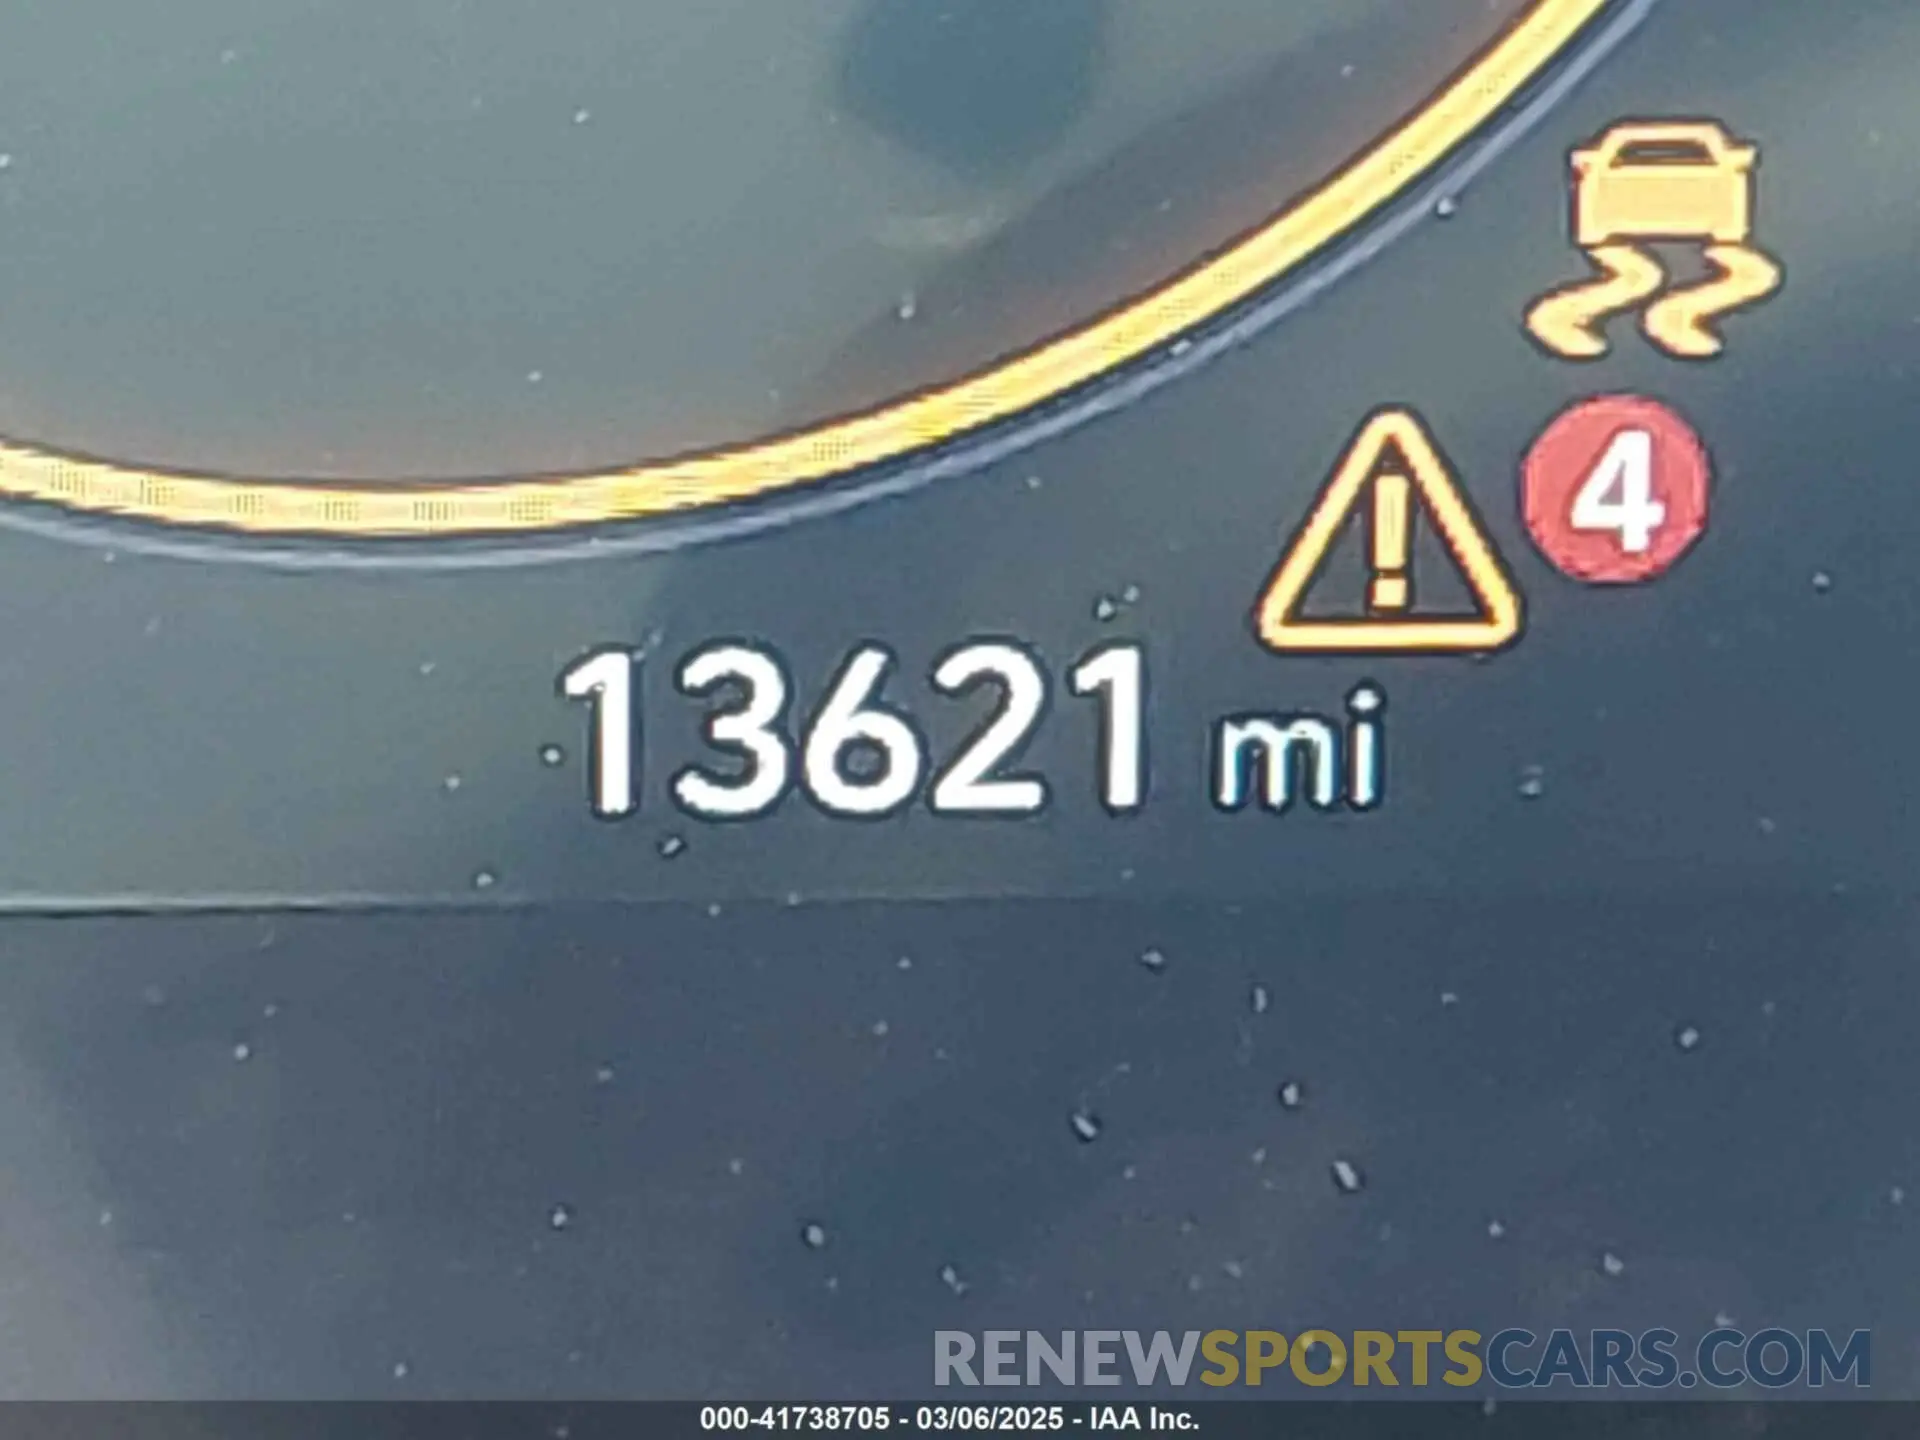 4
13621 mi
RENEWSPORTSCARS.COM
000-41738705 - 03/06/2025 - IAA Inc.